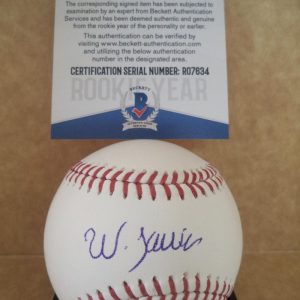 The corresponding signed item has been subjected to
examination by an expert from Beckett Authentication
Services and has been deemed authentic and genuine
from the rookie year of the personality or earlier.
This authentication can be verified by
visiting www.beckett-authentication.com
and utilizing the below authentication
number in the designated area.
CERTIFICATION SERIAL NUMBER: R07634
ROOKIE YEAR
BECKETT
B
W.